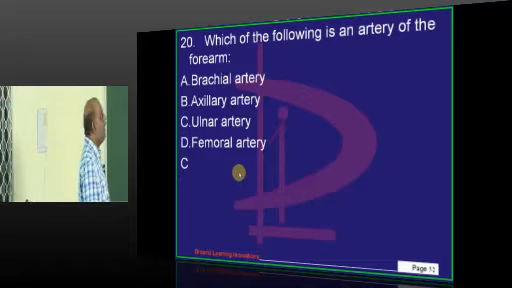 20. Which of the following is an artery of the
forearm:
A.Brachial artery
B.Axillary artery
C.Ulnar artery
D.Femoral artery
C
Page 12